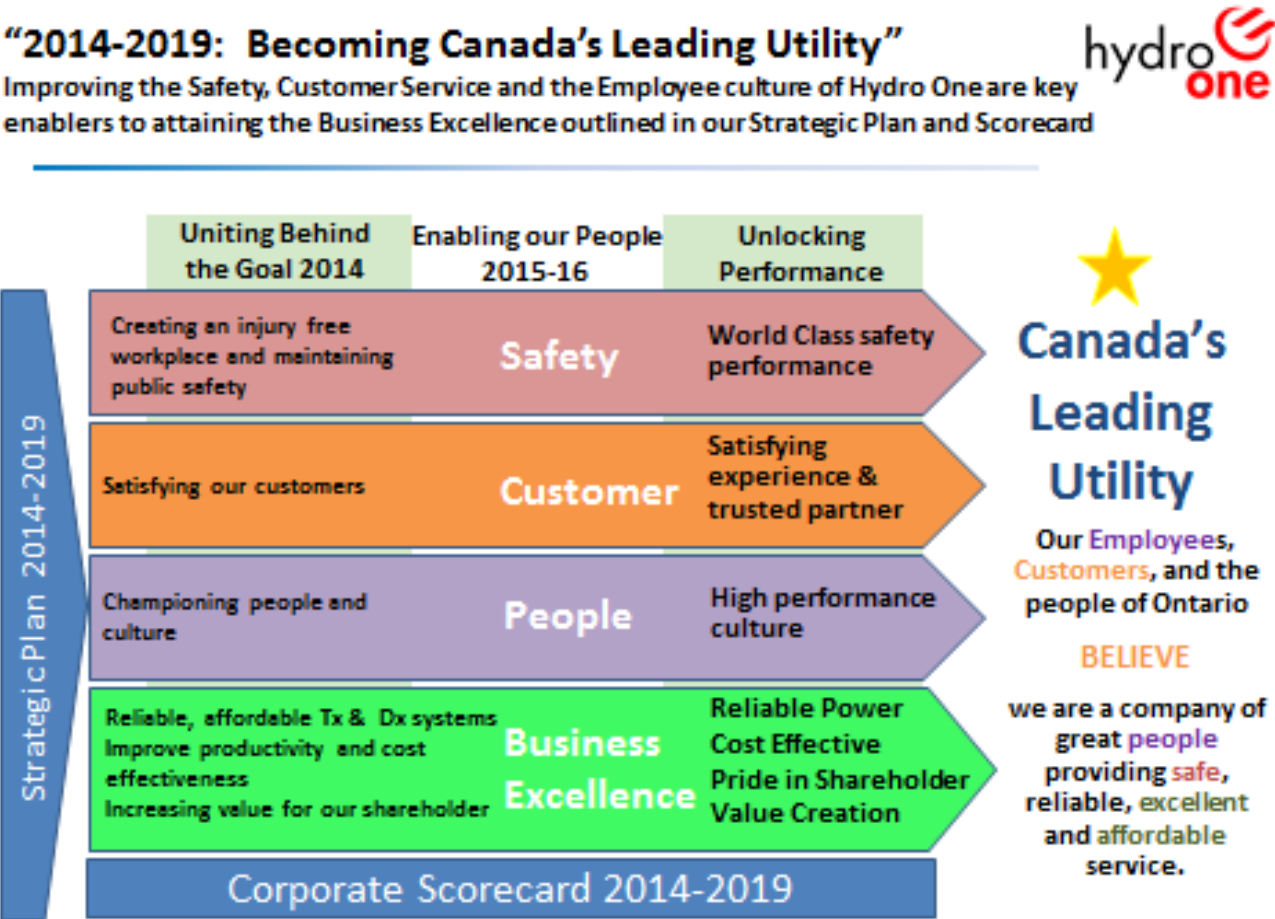 “2014-2019: Becoming Canada’s Leading Utility”
Improving the Safety, Customer Service and the Employee culture of Hydro One are key
enablers to attaining the Business Excellence outlined in our Strategic Plan and Scorecard
hydro
one
Uniting Behind
the Goal 2014
Enabling our People
2015-16
Unlocking
Performance
Strategic Plan 2014-2019
Creating an injury free
workplace and maintaining
public safety
Safety
World Class safety
performance
Satisfying our customers
Customer
Satisfying
experience &
trusted partner
Championing people and
culture
People
High performance
culture
Reliable, affordable Tx & Dx systems
Improve productivity and cost
effectiveness
Increasing value for our shareholder
Business
Excellence
Reliable Power
Cost Effective
Pride in Shareholder
Value Creation
Corporate Scorecard 2014-2019
Canada’s
Leading
Utility
Our Employees,
Customers, and the
people of Ontario
BELIEVE
we are a company of
great people
providing safe,
reliable, excellent
and affordable
service.